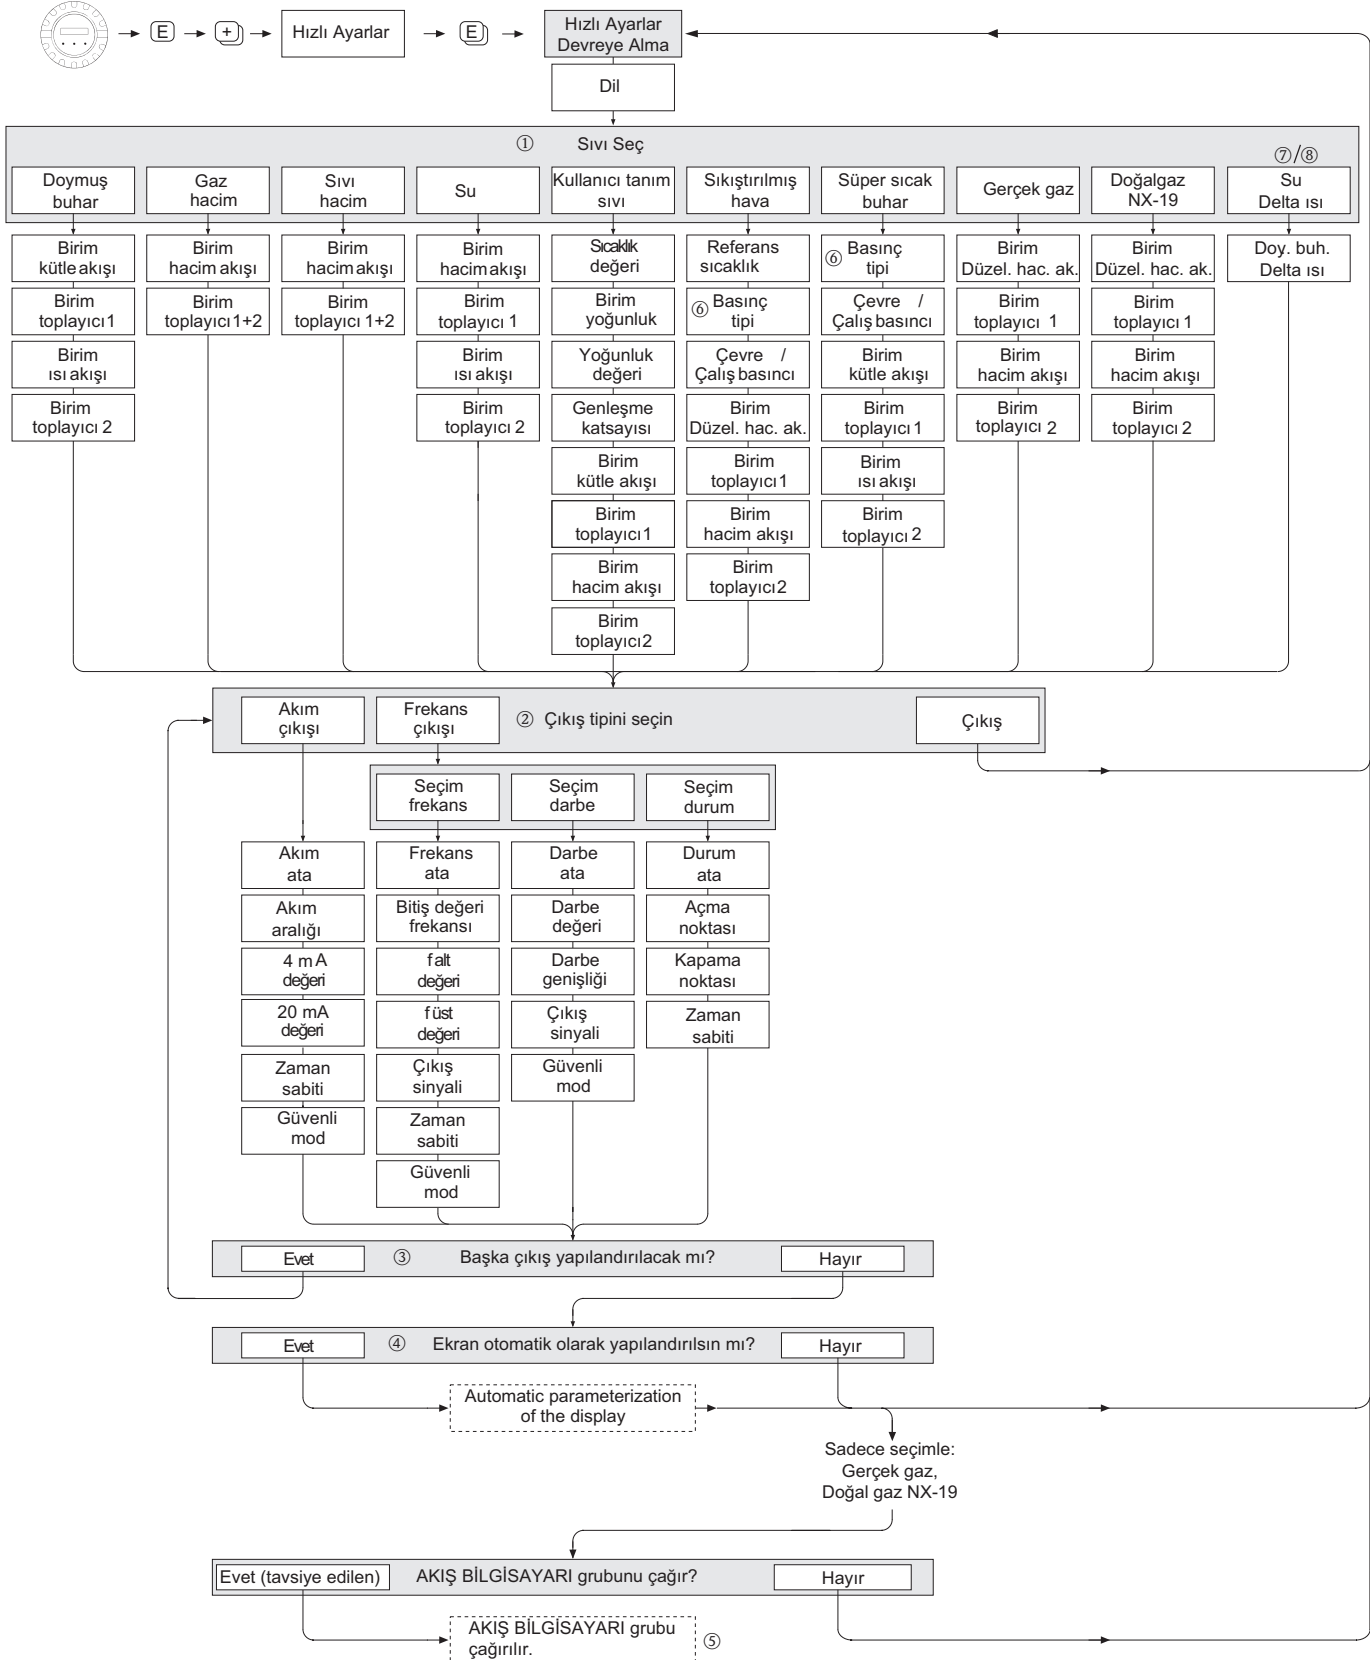 E
+
Hızlı Ayarlar
E
Hızlı Ayarlar
Devreye Alma
Dil
① Sıvı Seç
⑦/⑧
Doymuş
buhar
Gaz
hacim
Sıvı
hacim
Su
Kullanıcı tanım
sıvı
Sıkıştırılmış
hava
Süper sıcak
buhar
Gerçek gaz
Doğalgaz
NX-19
Su
Delta ısı
Birim
kütle akışı
Birim
toplayıcı 1
Birim
ısı akışı
Birim
toplayıcı 2
Birim
hacim akışı
Birim
toplayıcı 1+2
Birim
hacim akışı
Birim
toplayıcı 1+2
Birim
hacim akışı
Birim
toplayıcı 1
Birim
ısı akışı
Birim
toplayıcı 2
Sıcaklık
değeri
Birim
yoğunluk
Yoğunluk
değeri
Genleşme
katsayısı
Birim
kütle akışı
Birim
toplayıcı 1
Birim
hacim akışı
Birim
toplayıcı 2
Referans
sıcaklık
⑥ Basınç
tipi
Çevre /
Çalış basıncı
Birim
Düzel. hac. ak.
Birim
toplayıcı 1
Birim
hacim akışı
Birim
toplayıcı 2
⑥ Basınç
tipi
Çevre /
Çalış basıncı
Birim
kütle akışı
Birim
toplayıcı 1
Birim
ısı akışı
Birim
toplayıcı 2
Birim
Düzel. hac. ak.
Birim
toplayıcı 1
Birim
hacim akışı
Birim
toplayıcı 2
Birim
Düzel. hac. ak.
Birim
toplayıcı 1
Birim
hacim akışı
Birim
toplayıcı 2
Doy. buh.
Delta ısı
Akım
çıkışı
Frekans
çıkışı
② Çıkış tipini seçin
Çıkış
Seçim
frekans
Seçim
darbe
Seçim
durum
Akım
ata
Akım
aralığı
4 mA
değeri
20 mA
değeri
Zaman
sabiti
Güvenli
mod
Frekans
ata
Bitiş değeri
frekansı
f alt
değeri
f üst
değeri
Çıkış
sinyali
Zaman
sabiti
Güvenli
mod
Darbe
ata
Darbe
değeri
Darbe
genişliği
Çıkış
sinyali
Güvenli
mod
Durum
ata
Açma
noktası
Kapama
noktası
Zaman
sabiti
Evet ③ Başka çıkış yapılandırılacak mı? Hayır
Evet ④ Ekran otomatik olarak yapılandırılsın mı? Hayır
Automatic parameterization
of the display
Sadece seçimle:
Gerçek gaz,
Doğal gaz NX-19
Evet (tavsiye edilen) AKIŞ BİLGİSAYARI grubunu çağır? Hayır
AKIŞ BİLGİSAYARI grubu
çağırılır.
⑤